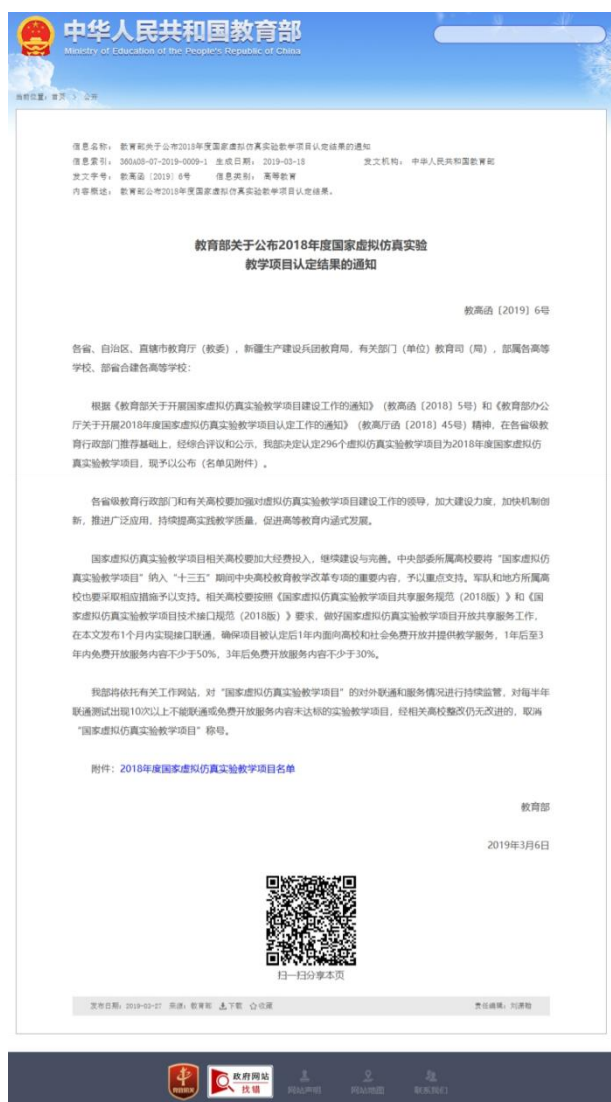 中华人民共和国教育部
Ministry of Education of the People's Republic of China
当前位置：首页 > 公开
信息名称： 教育部关于公布2018年度国家虚拟仿真实验教学项目认定结果的通知
信息索引： 360A08-07-2019-0009-1 生成日期： 2019-03-18 发文机构： 中华人民共和国教育部
发文字号： 教高函〔2019〕6号 信息类别： 高等教育
内容概述： 教育部公布2018年度国家虚拟仿真实验教学项目认定结果。
教育部关于公布2018年度国家虚拟仿真实验
教学项目认定结果的通知
教高函〔2019〕6号
各省、自治区、直辖市教育厅（教委），新疆生产建设兵团教育局，有关部门（单位）教育司（局），部属各高等
学校、部省合建各高等学校：
根据《教育部关于开展国家虚拟仿真实验教学项目建设工作的通知》（教高函〔2018〕5号）和《教育部办公
厅关于开展2018年度国家虚拟仿真实验教学项目认定工作的通知》（教高厅函〔2018〕45号）精神，在各省级教
育行政部门推荐基础上，经综合评议和公示，我部决定认定296个虚拟仿真实验教学项目为2018年度国家虚拟仿
真实验教学项目，现予以公布（名单见附件）。
各省级教育行政部门和有关高校要加强对虚拟仿真实验教学项目建设工作的领导，加大建设力度，加快机制创
新，推进广泛应用，持续提高实践教学质量，促进高等教育内涵式发展。
国家虚拟仿真实验教学项目相关高校要加大经费投入，继续建设与完善。中央部委所属高校要将“国家虚拟仿
真实验教学项目”纳入“十三五”期间中央高校教育教学改革专项的重要内容，予以重点支持。军队和地方所属高
校也要采取相应措施予以支持。相关高校要按照《国家虚拟仿真实验教学项目共享服务规范（2018版）》和《国
家虚拟仿真实验教学项目技术接口规范（2018版）》要求，做好国家虚拟仿真实验教学项目开放共享服务工作，
在本文发布1个月内实现接口联通，确保项目被认定后1年内面向高校和社会免费开放并提供教学服务，1年后至3
年内免费开放服务内容不少于50%，3年后免费开放服务内容不少于30%。
我部将依托有关工作网站，对“国家虚拟仿真实验教学项目”的对外联通和服务情况进行持续监管，对每半年
联通测试出现10次以上不能联通或免费开放服务内容未达标的实验教学项目，经相关高校整改仍无改进的，取消
“国家虚拟仿真实验教学项目”称号。
附件：2018年度国家虚拟仿真实验教学项目名单
教育部
2019年3月6日
扫一扫分享本页
发布日期：2019-03-27 来源：教育部 下载 收藏 责任编辑：刘潇翰
党政机关 政府网站
找错
网站声明 网站地图 联系我们